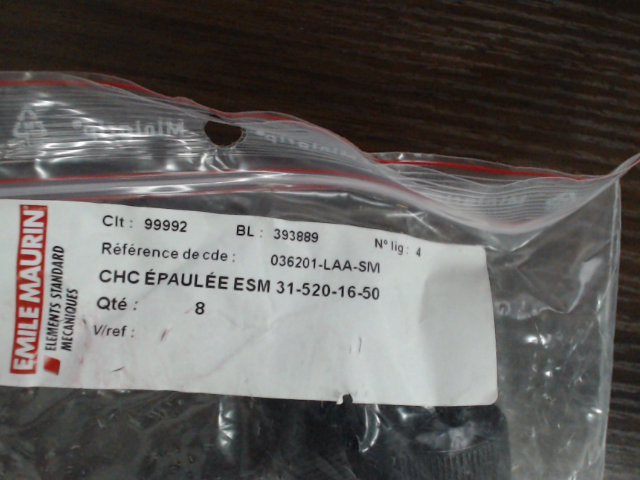 Minigrip®
EMILE MAURIN
ELEMENTS STANDARD
MECANIQUES
Clt : 99992 BL : 393889 N° lig : 4
Référence de cde : 036201-LAA-SM
CHC ÉPAULÉE ESM 31-520-16-50
Qté : 8
V/ref :